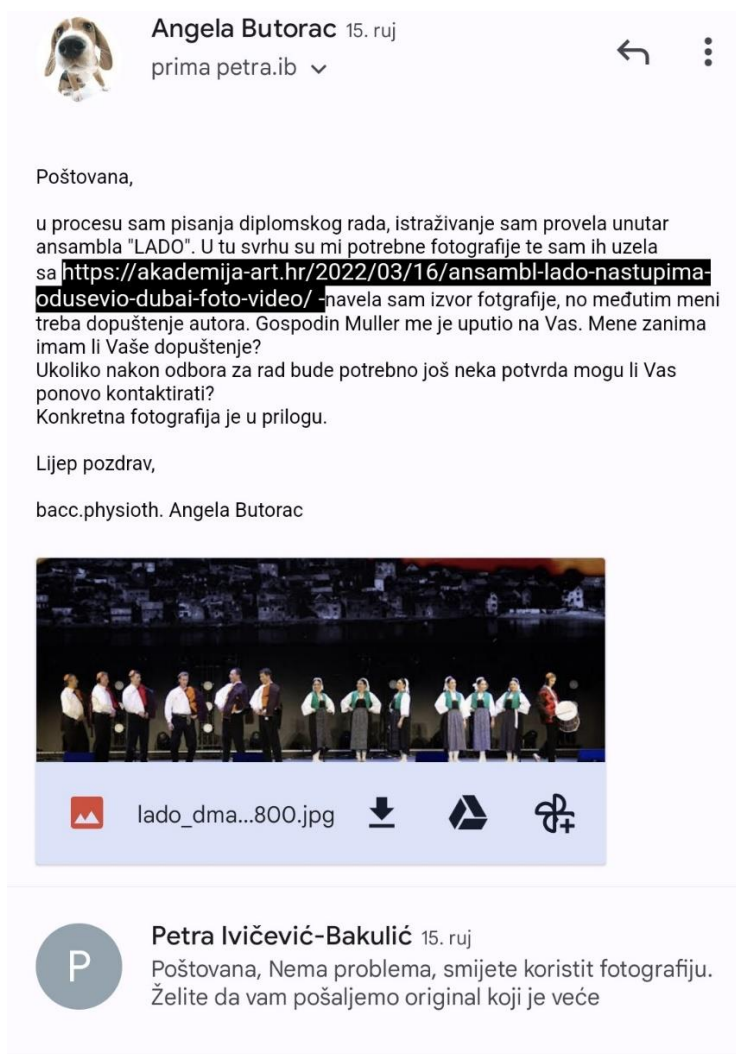 Angela Butorac 15. ruj
prima petra.ib
Poštovana,
u procesu sam pisanja diplomskog rada, istraživanje sam provela unutar
ansambla "LADO". U tu svrhu su mi potrebne fotografije te sam ih uzela
sa https://akademija-art.hr/2022/03/16/ansambl-lado-nastupima-
odusevio-dubai-foto-video/ -navela sam izvor fotgrafije, no međutim meni
treba dopuštenje autora. Gospodin Muller me je uputio na Vas. Mene zanima
imam li Vaše dopuštenje?
Ukoliko nakon odbora za rad bude potrebno još neka potvrda mogu li Vas
ponovo kontaktirati?
Konkretna fotografija je u prilogu.
Lijep pozdrav,
bacc.physioth. Angela Butorac
lado_dma...800.jpg
P
Petra Ivičević-Bakulić 15. ruj
Poštovana, Nema problema, smijete koristit fotografiju.
Želite da vam pošaljemo original koji je veće